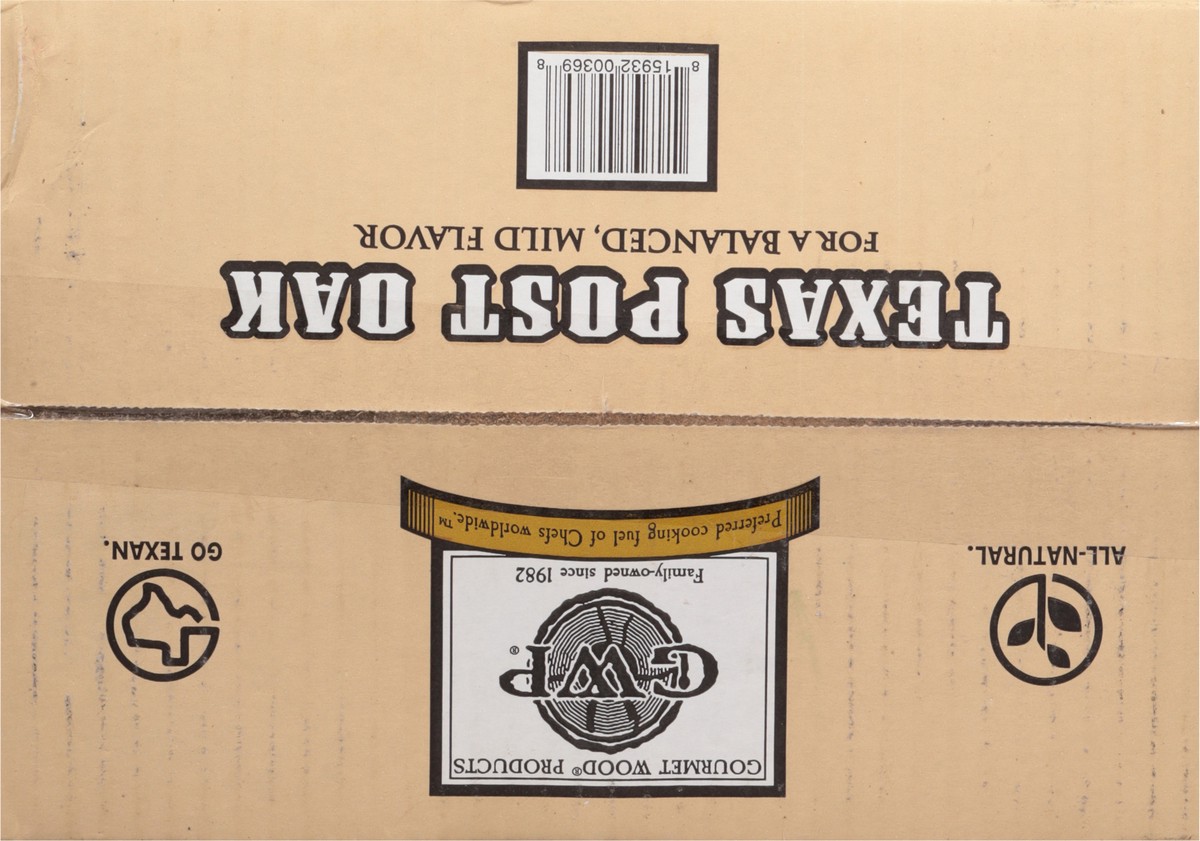 GOURMET WOOD® PRODUCTS
GWP®
Family-owned since 1982
Preferred cooking fuel of Chefs worldwide.™
ALL-NATURAL.
GO TEXAN.
TEXAS POST OAK
FOR A BALANCED, MILD FLAVOR
8 15932 00369 8